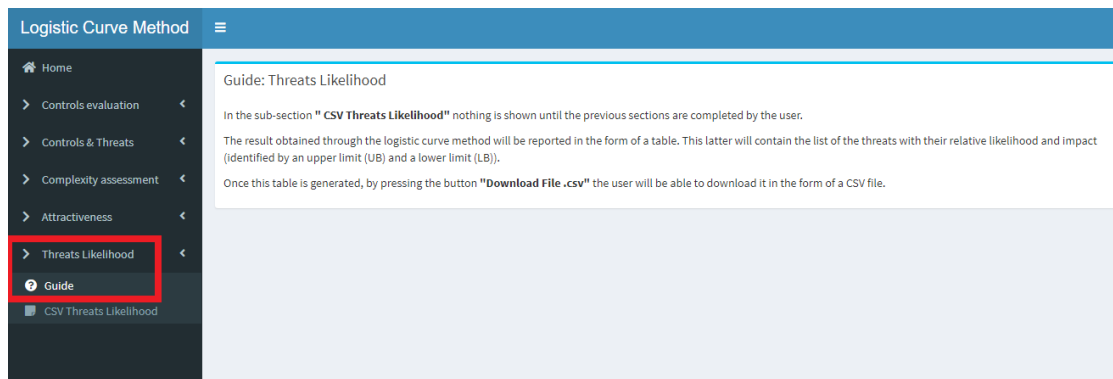 Logistic Curve Method
Home
Controls evaluation
Controls & Threats
Complexity assessment
Attractiveness
Threats Likelihood
Guide
CSV Threats Likelihood
Guide: Threats Likelihood
In the sub-section " CSV Threats Likelihood" nothing is shown until the previous sections are completed by the user.
The result obtained through the logistic curve method will be reported in the form of a table. This latter will contain the list of the threats with their relative likelihood and impact
(identified by an upper limit (UB) and a lower limit (LB)).
Once this table is generated, by pressing the button "Download File .csv" the user will be able to download it in the form of a CSV file.